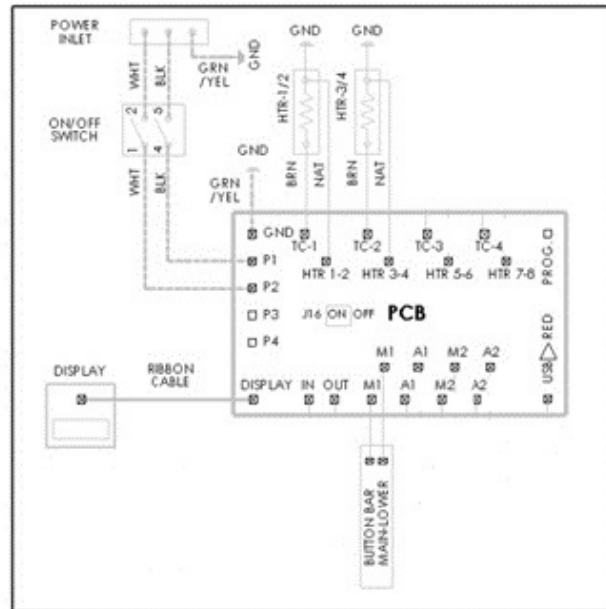 POWER
INLET
WHT
BLK
GRN
/YEL
GND
ON/OFF
SWITCH
2
5
1
4
WHT
BLK
GND
GRN
/YEL
GND
HTR-1/2
BRN
NAT
GND
HTR-3/4
BRN
NAT
GND
TC-1
TC-2
TC-3
TC-4
P1
HTR 1-2
HTR 3-4
HTR 5-6
HTR 7-8
PROG.
P2
P3
J16 ON OFF
PCB
P4
M1
A1
M2
A2
USB
RED
DISPLAY
RIBBON
CABLE
DISPLAY
IN
OUT
M1
A1
M2
A2
BUTTON BAR
MAIN-LOWER